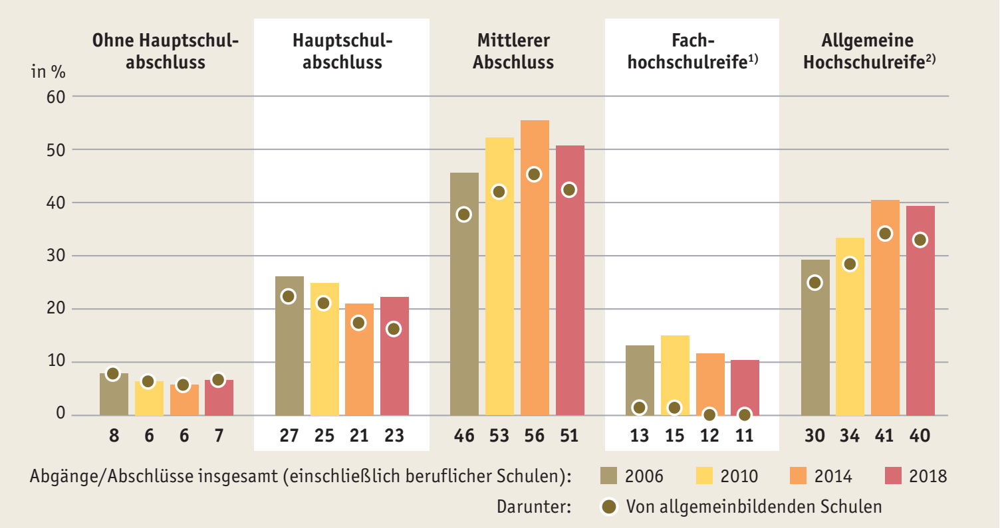 Ohne Hauptschul-
abschluss
Hauptschul-
abschluss
Mittlerer
Abschluss
Fach-
hochschulreife1)
Allgemeine
Hochschulreife2)
in %
60
50
40
30
20
10
0
8 6 6 7 27 25 21 23 46 53 56 51 13 15 12 11 30 34 41 40
Abgänge/Abschlüsse insgesamt (einschließlich beruflicher Schulen): 2006 2010 2014 2018
Darunter: Von allgemeinbildenden Schulen